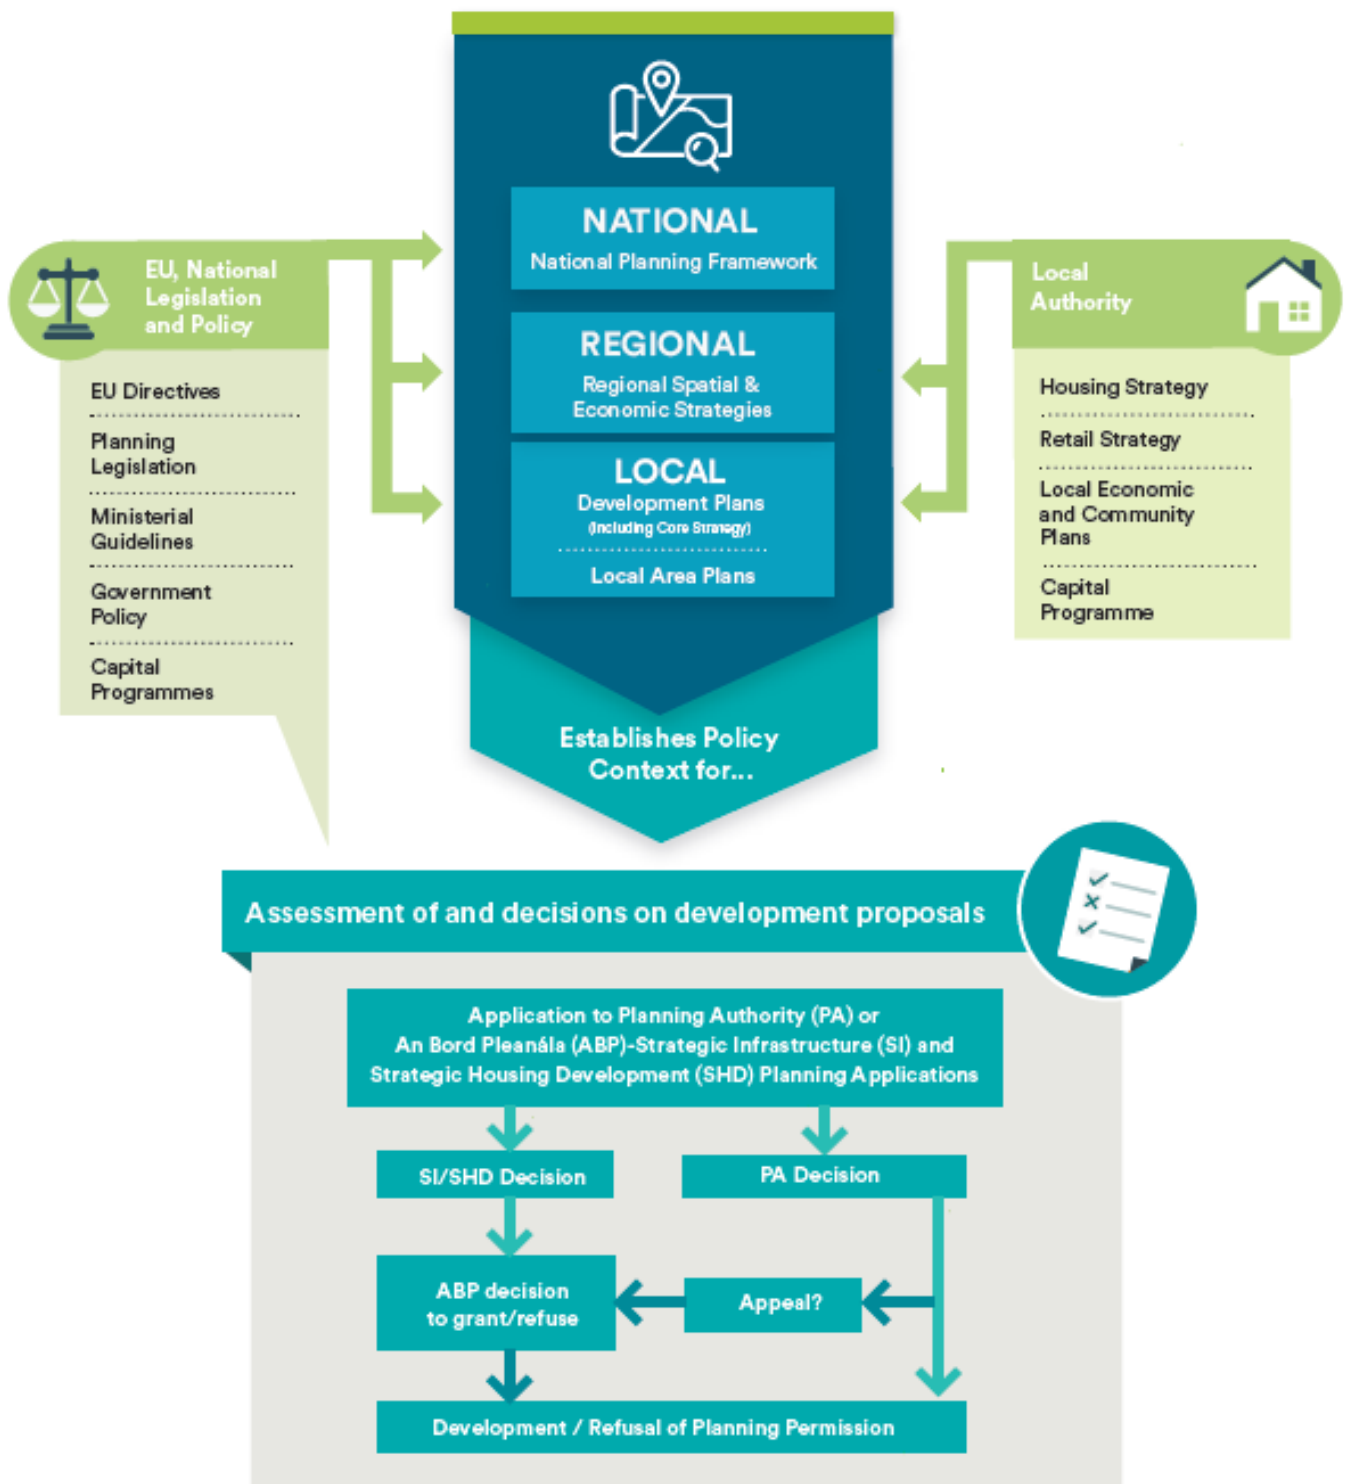 NATIONAL
National Planning Framework
REGIONAL
Regional Spatial &
Economic Strategies
LOCAL
Development Plans
(Including Core Strategy)
Local Area Plans
EU, National
Legislation
and Policy
EU Directives
Planning
Legislation
Ministerial
Guidelines
Government
Policy
Capital
Programmes
Local
Authority
Housing Strategy
Retail Strategy
Local Economic
and Community
Plans
Capital
Programme
Establishes Policy
Context for...
Assessment of and decisions on development proposals
Application to Planning Authority (PA) or
An Bord Pleanála (ABP)-Strategic Infrastructure (SI) and
Strategic Housing Development (SHD) Planning Applications
SI/SHD Decision
PA Decision
ABP decision
to grant/refuse
Appeal?
Development / Refusal of Planning Permission